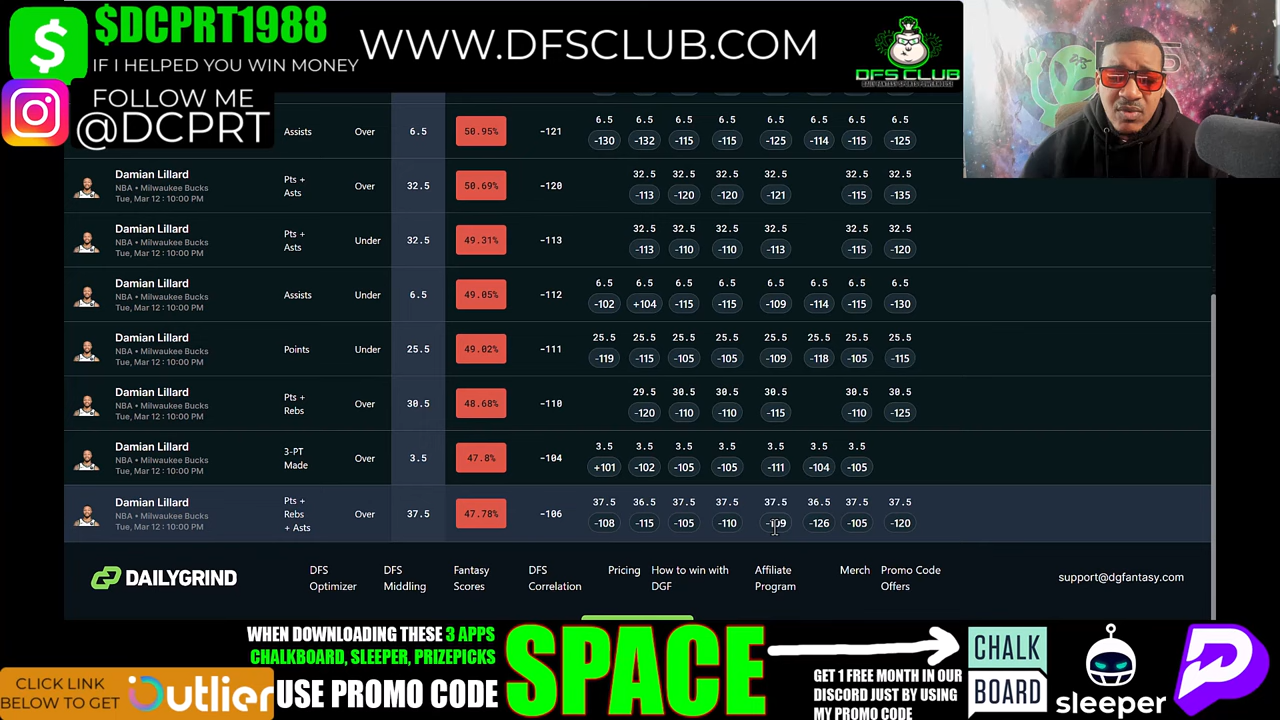 $DCPRT1988
IF I HELPED YOU WIN MONEY
WWW.DFSCLUB.COM
DFS CLUB
DAILY FANTASY SPORTS POWERHOUSE
FOLLOW ME
@DCPRT
Assists Over 6.5 50.95% -121 6.5 6.5 6.5 6.5 6.5 6.5 6.5 6.5
-130 -132 -115 -115 -125 -114 -115 -125
Damian Lillard
NBA • Milwaukee Bucks
Tue, Mar 12 : 10:00 PM
Pts +
Asts
Over 32.5 50.69% -120 32.5 32.5 32.5 32.5 32.5 32.5
-113 -120 -120 -121 -115 -135
Damian Lillard
NBA • Milwaukee Bucks
Tue, Mar 12 : 10:00 PM
Pts +
Asts
Under 32.5 49.31% -113 32.5 32.5 32.5 32.5 32.5 32.5
-113 -110 -110 -113 -115 -120
Damian Lillard
NBA • Milwaukee Bucks
Tue, Mar 12 : 10:00 PM
Assists Under 6.5 49.05% -112 6.5 6.5 6.5 6.5 6.5 6.5 6.5 6.5
-102 +104 -115 -115 -109 -114 -115 -130
Damian Lillard
NBA • Milwaukee Bucks
Tue, Mar 12 : 10:00 PM
Points Under 25.5 49.02% -111 25.5 25.5 25.5 25.5 25.5 25.5 25.5 25.5
-119 -115 -105 -105 -109 -118 -105 -115
Damian Lillard
NBA • Milwaukee Bucks
Tue, Mar 12 : 10:00 PM
Pts +
Rebs
Over 30.5 48.68% -110 29.5 30.5 30.5 30.5 30.5 30.5
-120 -110 -110 -115 -110 -125
Damian Lillard
NBA • Milwaukee Bucks
Tue, Mar 12 : 10:00 PM
3-PT
Made
Over 3.5 47.8% -104 3.5 3.5 3.5 3.5 3.5 3.5 3.5
+101 -102 -105 -105 -111 -104 -105
Damian Lillard
NBA • Milwaukee Bucks
Tue, Mar 12 : 10:00 PM
Pts +
Rebs
+ Asts
Over 37.5 47.78% -106 37.5 36.5 37.5 37.5 37.5 36.5 37.5 37.5
-108 -115 -105 -110 -109 -126 -105 -120
DAILYGRIND
DFS
Optimizer
DFS
Middling
Fantasy
Scores
DFS
Correlation
Pricing
How to win with
DGF
Affiliate
Program
Merch
Promo Code
Offers
support@dgfantasy.com
WHEN DOWNLOADING THESE 3 APPS
CHALKBOARD, SLEEPER, PRIZEPICKS
USE PROMO CODE
SPACE
GET 1 FREE MONTH IN OUR
DISCORD JUST BY USING
MY PROMO CODE
CHALK
BOARD
sleeper
CLICK LINK
BELOW TO GET
Outlier